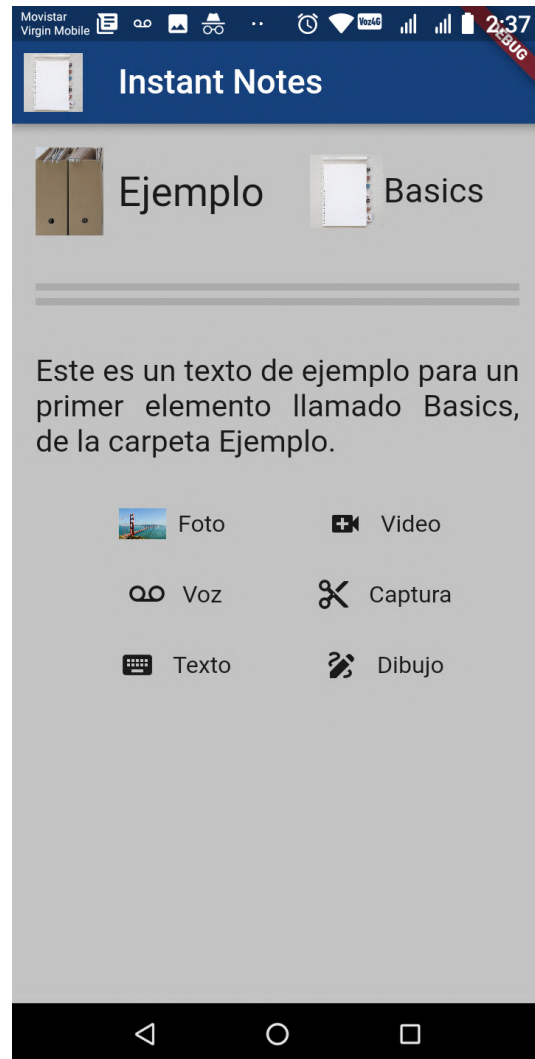 Movistar
Virgin Mobile
Voz4G
2:37
DEBUG
Instant Notes
Ejemplo
Basics
Este es un texto de ejemplo para un
primer elemento llamado Basics,
de la carpeta Ejemplo.
Foto
Video
Voz
Captura
Texto
Dibujo